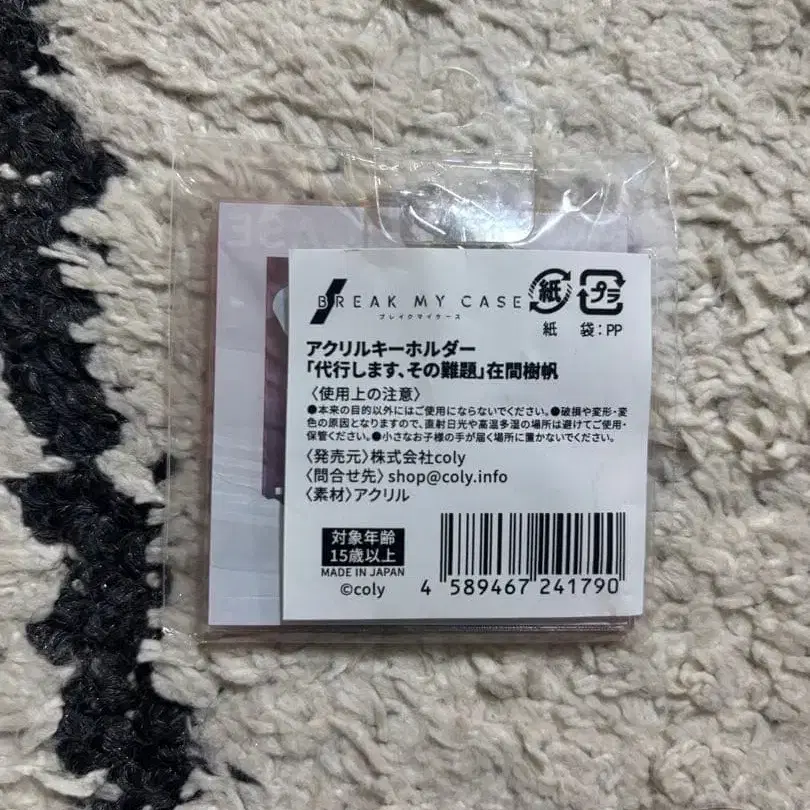 BREAK MY CASE
ブレイクマイケース
紙
プラ
紙 袋:PP
アクリルキーホルダー
「代行します、その難題」在間樹帆
〈使用上の注意〉
●本来の目的以外にはご使用にならないでください。●破損や変形・変
色の原因となりますので、直射日光や高温多湿の場所は避けてご使用・
保管ください。●小さなお子様の手が届く場所に置かないでください。
〈発売元〉株式会社coly
〈問合せ先〉shop@coly.info
〈素材〉アクリル
対象年齢
15歳以上
MADE IN JAPAN
©coly
4 589467 241790